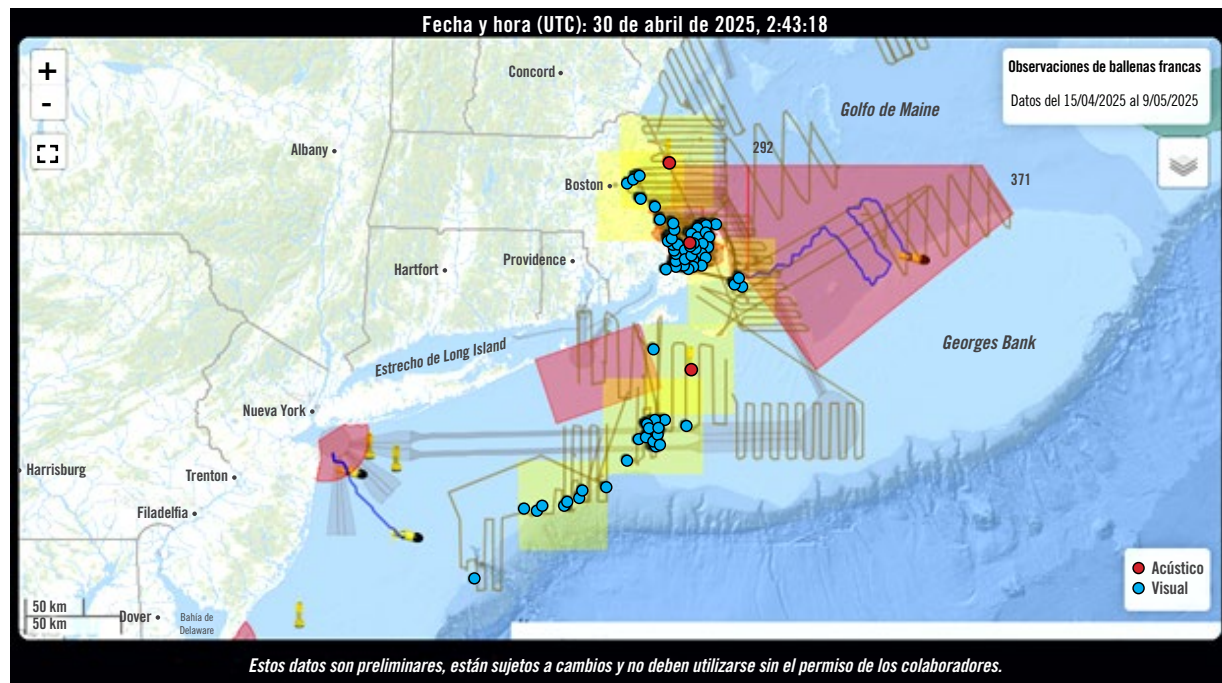 Fecha y hora (UTC): 30 de abril de 2025, 2:43:18
+
-
Concord
Observaciones de ballenas francas
Datos del 15/04/2025 al 9/05/2025
Golfo de Maine
292
Albany
371
Boston
Providence
Hartfort
Georges Bank
Estrecho de Long Island
Nueva York
Harrisburg
Trenton
Filadelfia
Acústico
Visual
50 km
50 km
Dover
Bahía de
Delaware
Estos datos son preliminares, están sujetos a cambios y no deben utilizarse sin el permiso de los colaboradores.